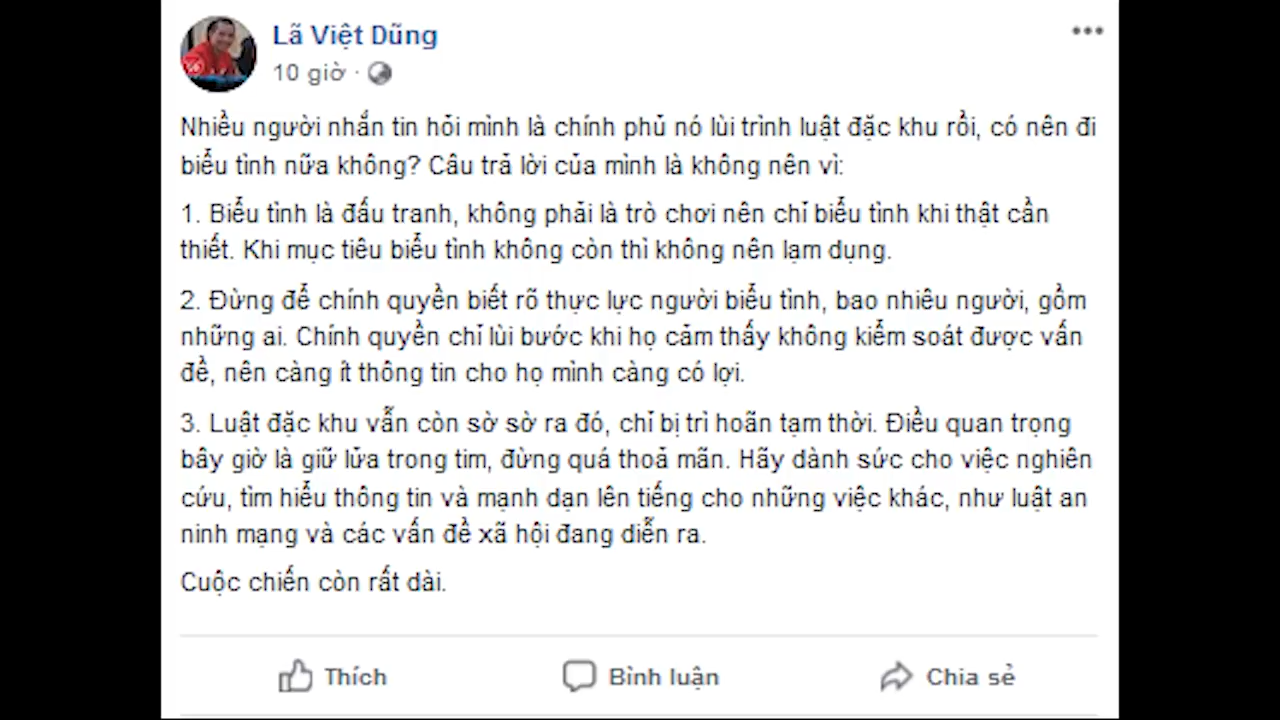 Lã Việt Dũng
10 giờ ·
Nhiều người nhắn tin hỏi mình là chính phủ nó lùi trình luật đặc khu rồi, có nên đi
biểu tình nữa không? Câu trả lời của mình là không nên vì:
1. Biểu tình là đấu tranh, không phải là trò chơi nên chỉ biểu tình khi thật cần
thiết. Khi mục tiêu biểu tình không còn thì không nên lạm dụng.
2. Đừng để chính quyền biết rõ thực lực người biểu tình, bao nhiêu người, gồm
những ai. Chính quyền chỉ lùi bước khi họ cảm thấy không kiểm soát được vấn
đề, nên càng ít thông tin cho họ mình càng có lợi.
3. Luật đặc khu vẫn còn sờ sờ ra đó, chỉ bị trì hoãn tạm thời. Điều quan trọng
bây giờ là giữ lửa trong tim, đừng quá thoả mãn. Hãy dành sức cho việc nghiên
cứu, tìm hiểu thông tin và mạnh dạn lên tiếng cho những việc khác, như luật an
ninh mạng và các vấn đề xã hội đang diễn ra.
Cuộc chiến còn rất dài.
Thích
Bình luận
Chia sẻ